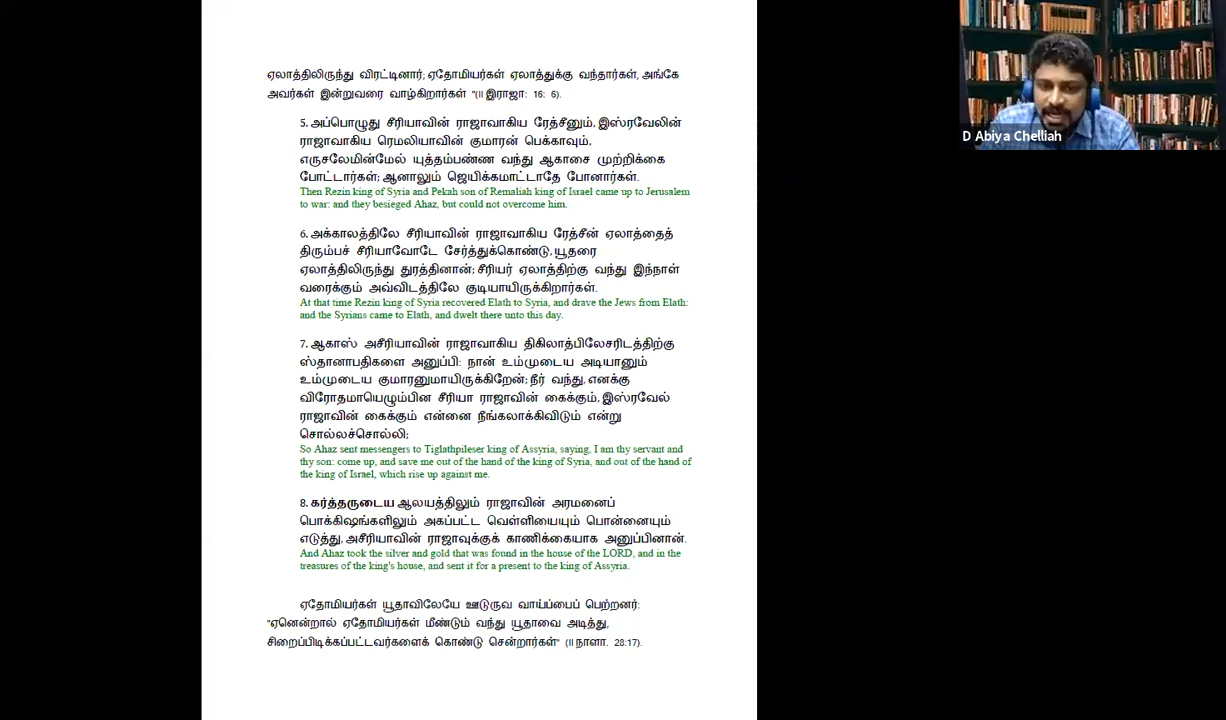 ஏலாத்திலிருந்து விரட்டினார்; ஏதோமியர்கள் ஏலாத்துக்கு வந்தார்கள், அங்கே
அவர்கள் இன்றுவரை வாழ்கிறார்கள் "(II இராஜா: 16: 6).
5. அப்பொழுது சீரியாவின் ராஜாவாகிய ரேத்சீனும், இஸ்ரவேலின்
ராஜாவாகிய ரெமலியாவின் குமாரன் பெக்காவும்,
எருசலேமின்மேல் யுத்தம்பண்ண வந்து ஆகாசை முற்றிக்கை
போட்டார்கள்; ஆனாலும் ஜெயிக்கமாட்டாதே போனார்கள்.
Then Rezin king of Syria and Pekah son of Remaliah king of Israel came up to Jerusalem
to war: and they besieged Ahaz, but could not overcome him.
6. அக்காலத்திலே சீரியாவின் ராஜாவாகிய ரேத்சீன் ஏலாத்தைத்
திரும்பச் சீரியாவோடே சேர்த்துக்கொண்டு, யூதரை
ஏலாத்திலிருந்து துரத்தினான்; சீரியர் ஏலாத்திற்கு வந்து இந்நாள்
வரைக்கும் அவ்விடத்திலே குடியாயிருக்கிறார்கள்.
At that time Rezin king of Syria recovered Elath to Syria, and drave the Jews from Elath:
and the Syrians came to Elath, and dwelt there unto this day.
7. ஆகாஸ் அசீரியாவின் ராஜாவாகிய திகிலாத்பிலேசரிடத்திற்கு
ஸ்தானாபதிகளை அனுப்பி: நான் உம்முடைய அடியானும்
உம்முடைய குமாரனுமாயிருக்கிறேன்; நீர் வந்து, எனக்கு
விரோதமாயெழும்பின சீரியா ராஜாவின் கைக்கும், இஸ்ரவேல்
ராஜாவின் கைக்கும் என்னை நீங்கலாக்கிவிடும் என்று
சொல்லச்சொல்லி;
So Ahaz sent messengers to Tiglathpileser king of Assyria, saying, I am thy servant and
thy son: come up, and save me out of the hand of the king of Syria, and out of the hand of
the king of Israel, which rise up against me.
8. கர்த்தருடைய ஆலயத்திலும் ராஜாவின் அரமனைப்
பொக்கிஷங்களிலும் அகப்பட்ட வெள்ளியையும் பொன்னையும்
எடுத்து, அசீரியாவின் ராஜாவுக்குக் காணிக்கையாக அனுப்பினான்.
And Ahaz took the silver and gold that was found in the house of the LORD, and in the
treasures of the king's house, and sent it for a present to the king of Assyria.
ஏதோமியர்கள் யூதாவிலேயே ஊடுருவ வாய்ப்பைப் பெற்றனர்:
"ஏனென்றால் ஏதோமியர்கள் மீண்டும் வந்து யூதாவை அடித்து,
சிறைப்பிடிக்கப்பட்டவர்களைக் கொண்டு சென்றார்கள்" (II நாளா. 28:17).
D Abiya Chelliah